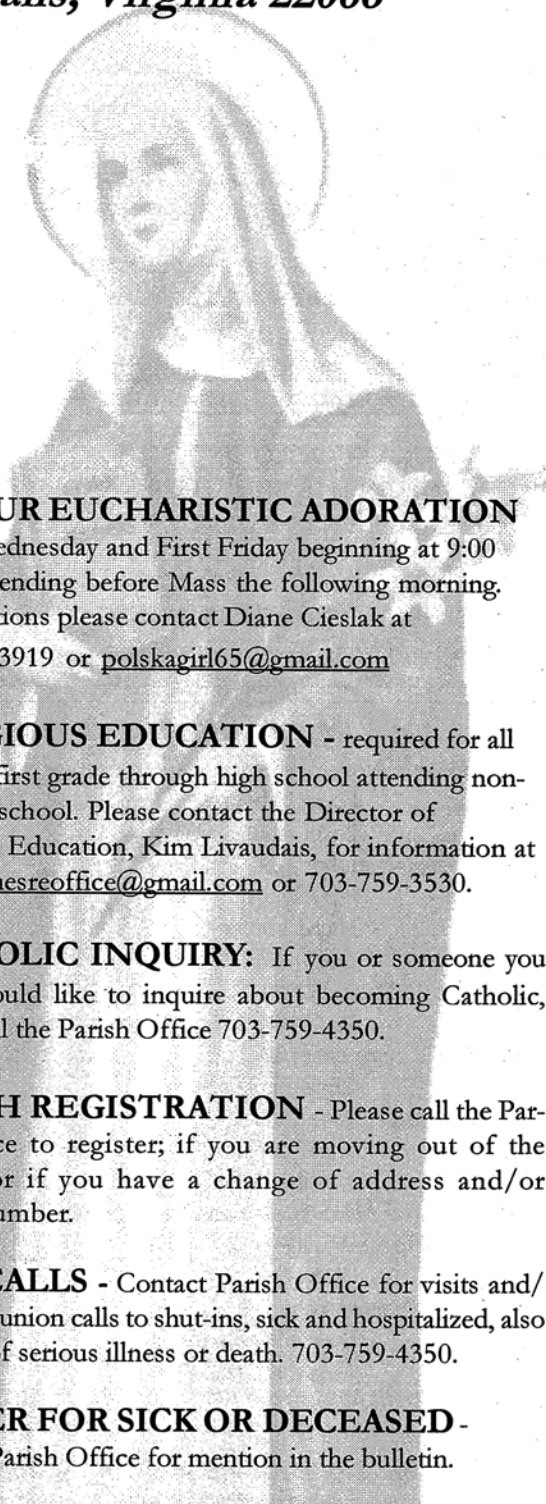 alls, Virginia 22066
UR EUCHARISTIC ADORATION
ednesday and First Friday beginning at 9:00
ending before Mass the following morning.
ions please contact Diane Cieslak at
3919 or polskagirl65@gmail.com
GIOUS EDUCATION - required for all
first grade through high school attending non-
school. Please contact the Director of
Education, Kim Livaudais, for information at
nesreoffice@gmail.com or 703-759-3530.
OLIC INQUIRY: If you or someone you
ould like to inquire about becoming Catholic,
l the Parish Office 703-759-4350.
H REGISTRATION - Please call the Par-
ce to register; if you are moving out of the
or if you have a change of address and/or
umber.
CALLS - Contact Parish Office for visits and/
union calls to shut-ins, sick and hospitalized, also
f serious illness or death. 703-759-4350.
ER FOR SICK OR DECEASED -
Parish Office for mention in the bulletin.